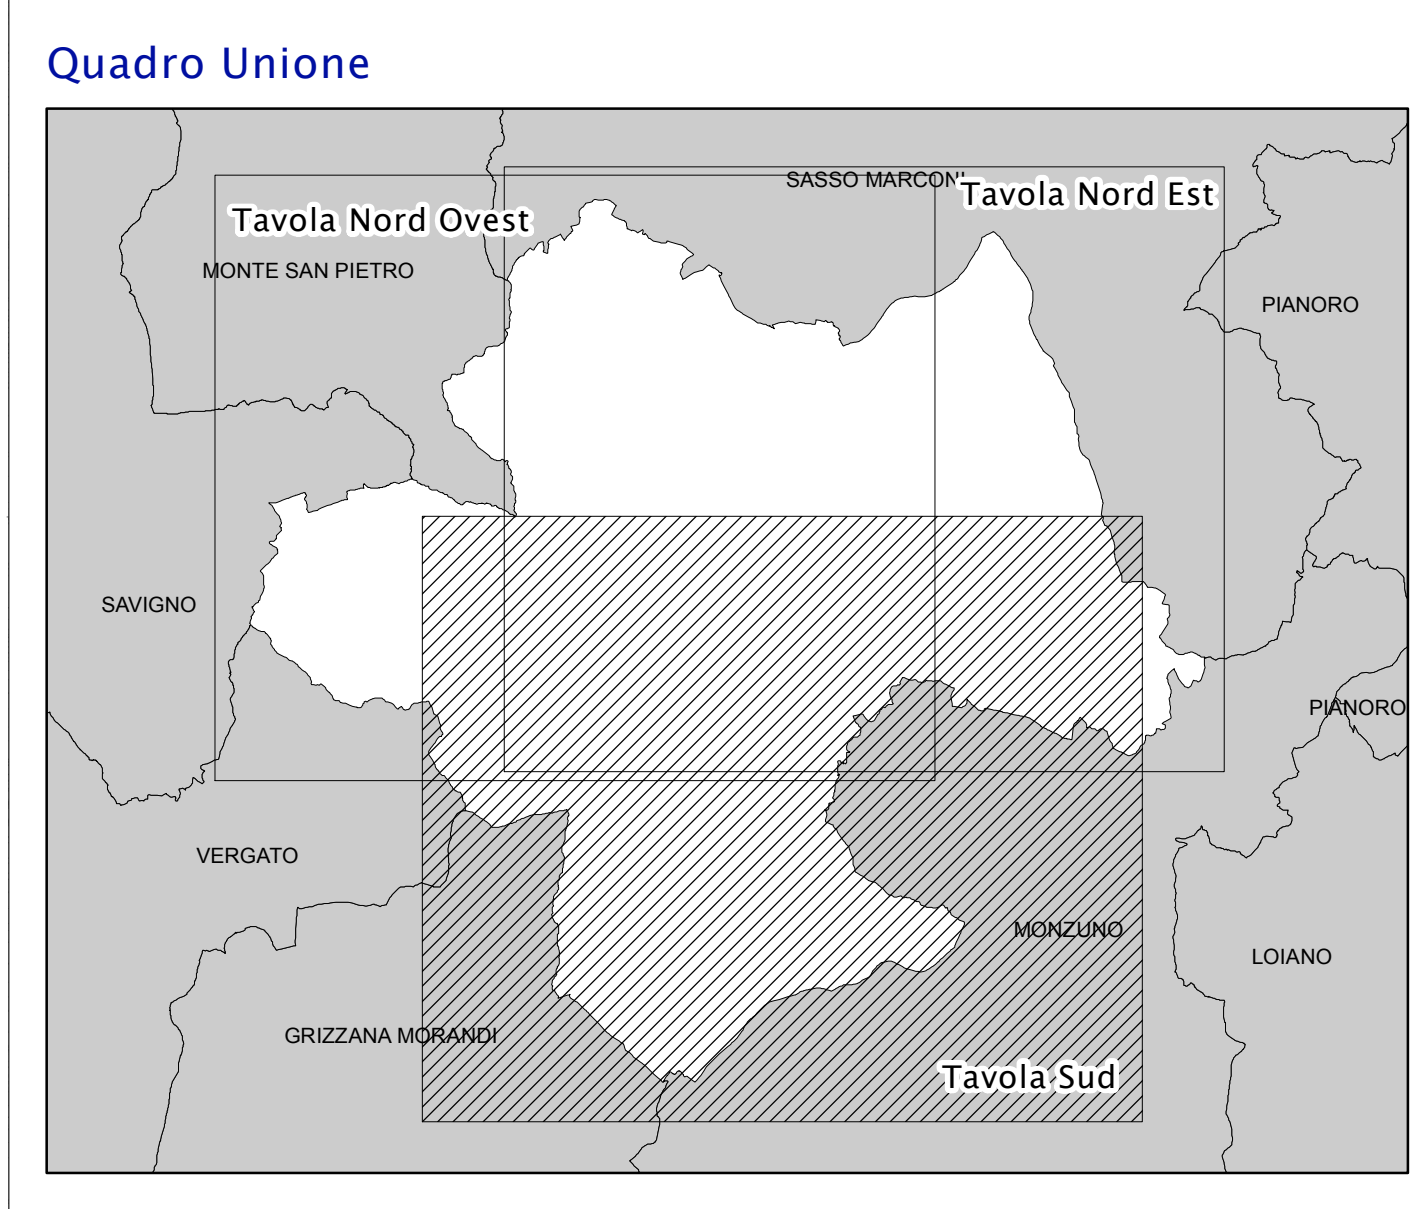 Quadro Unione
SASSO MARCONI
Tavola Nord Est
Tavola Nord Ovest
MONTE SAN PIETRO
PIANORO
SAVIGNO
PIANORO
VERGATO
MONZUNO
LOIANO
GRIZZANA MORANDI
Tavola Sud